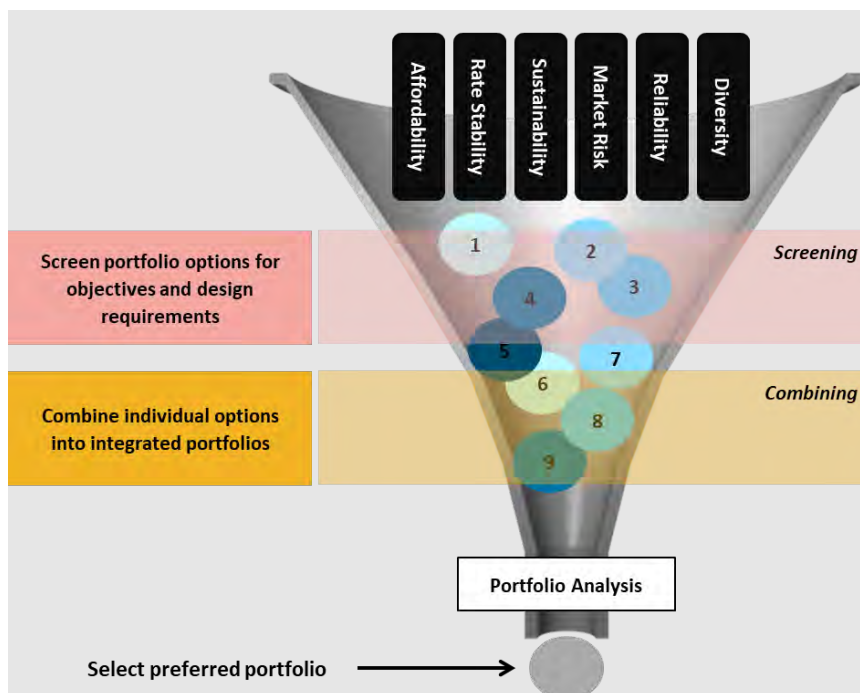 Affordability
Rate Stability
Sustainability
Market Risk
Reliability
Diversity
Screen portfolio options for
objectives and design
requirements
Screening
1
2
3
4
5
7
6
Combine individual options
into integrated portfolios
Combining
8
9
Portfolio Analysis
Select preferred portfolio